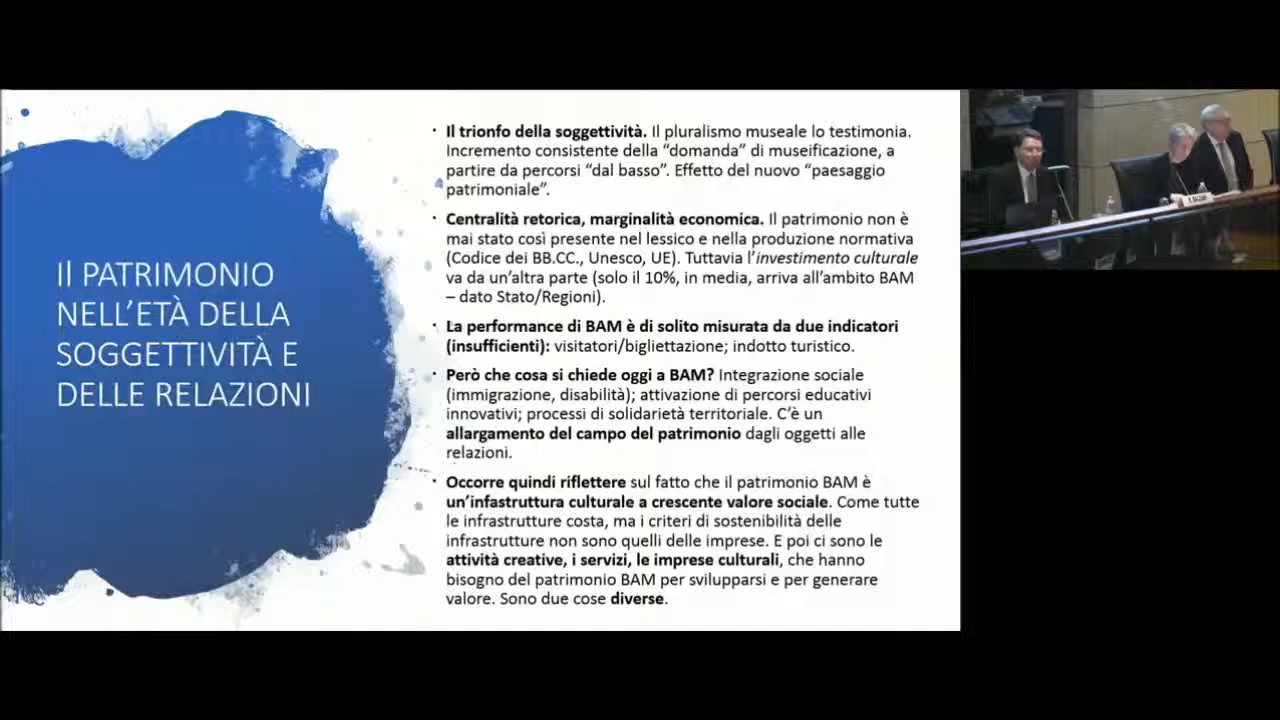 Il PATRIMONIO
NELL'ETÀ DELLA
SOGGETTIVITÀ E
DELLE RELAZIONI
• Il trionfo della soggettività. Il pluralismo museale lo testimonia.
Incremento consistente della “domanda” di museificazione, a
partire da percorsi “dal basso”. Effetto del nuovo “paesaggio
patrimoniale”.
• Centralità retorica, marginalità economica. Il patrimonio non è
mai stato così presente nel lessico e nella produzione normativa
(Codice dei BB.CC., Unesco, UE). Tuttavia l’investimento culturale
va da un’altra parte (solo il 10%, in media, arriva all’ambito BAM
– dato Stato/Regioni).
• La performance di BAM è di solito misurata da due indicatori
(insufficienti): visitatori/bigliettazione; indotto turistico.
• Però che cosa si chiede oggi a BAM? Integrazione sociale
(immigrazione, disabilità); attivazione di percorsi educativi
innovativi; processi di solidarietà territoriale. C’è un
allargamento del campo del patrimonio dagli oggetti alle
relazioni.
• Occorre quindi riflettere sul fatto che il patrimonio BAM è
un’infastruttura culturale a crescente valore sociale. Come tutte
le infrastrutture costa, ma i criteri di sostenibilità delle
infrastrutture non sono quelli delle imprese. E poi ci sono le
attività creative, i servizi, le imprese culturali, che hanno
bisogno del patrimonio BAM per svilupparsi e per generare
valore. Sono due cose diverse.